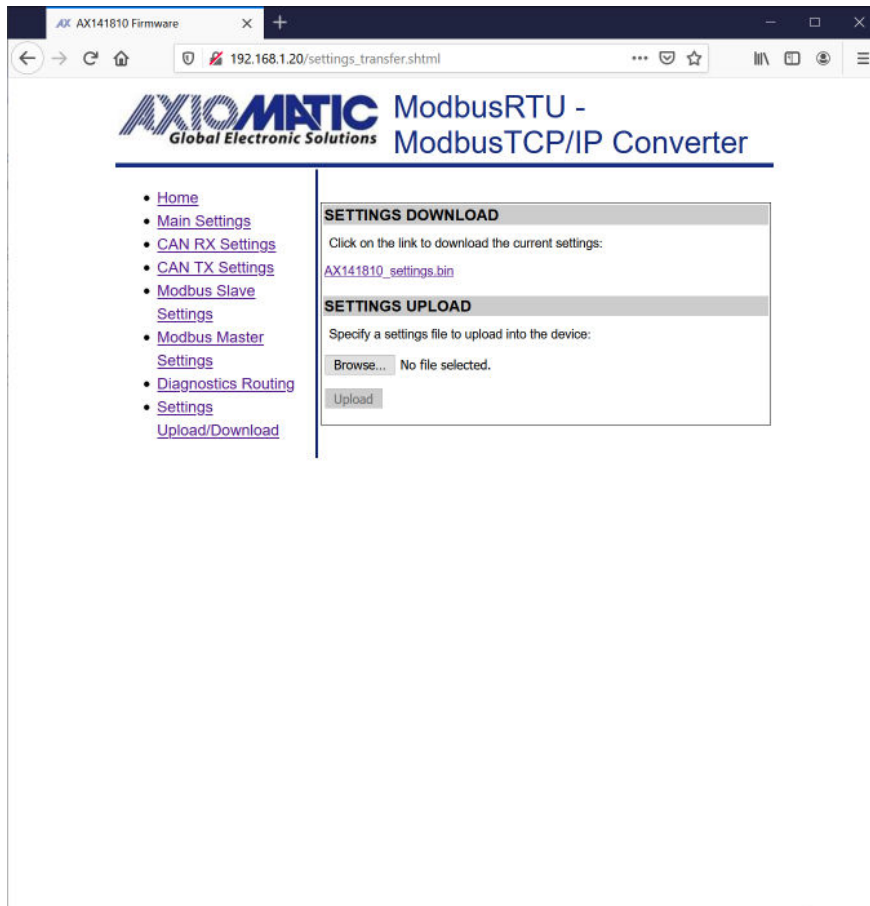 AX AX141810 Firmware
192.168.1.20/settings_transfer.shtml
AXIOMATIC
Global Electronic Solutions
ModbusRTU -
ModbusTCP/IP Converter
Home
Main Settings
CAN RX Settings
CAN TX Settings
Modbus Slave
Settings
Modbus Master
Settings
Diagnostics Routing
Settings
Upload/Download
SETTINGS DOWNLOAD
Click on the link to download the current settings:
AX141810_settings.bin
SETTINGS UPLOAD
Specify a settings file to upload into the device:
Browse... No file selected.
Upload